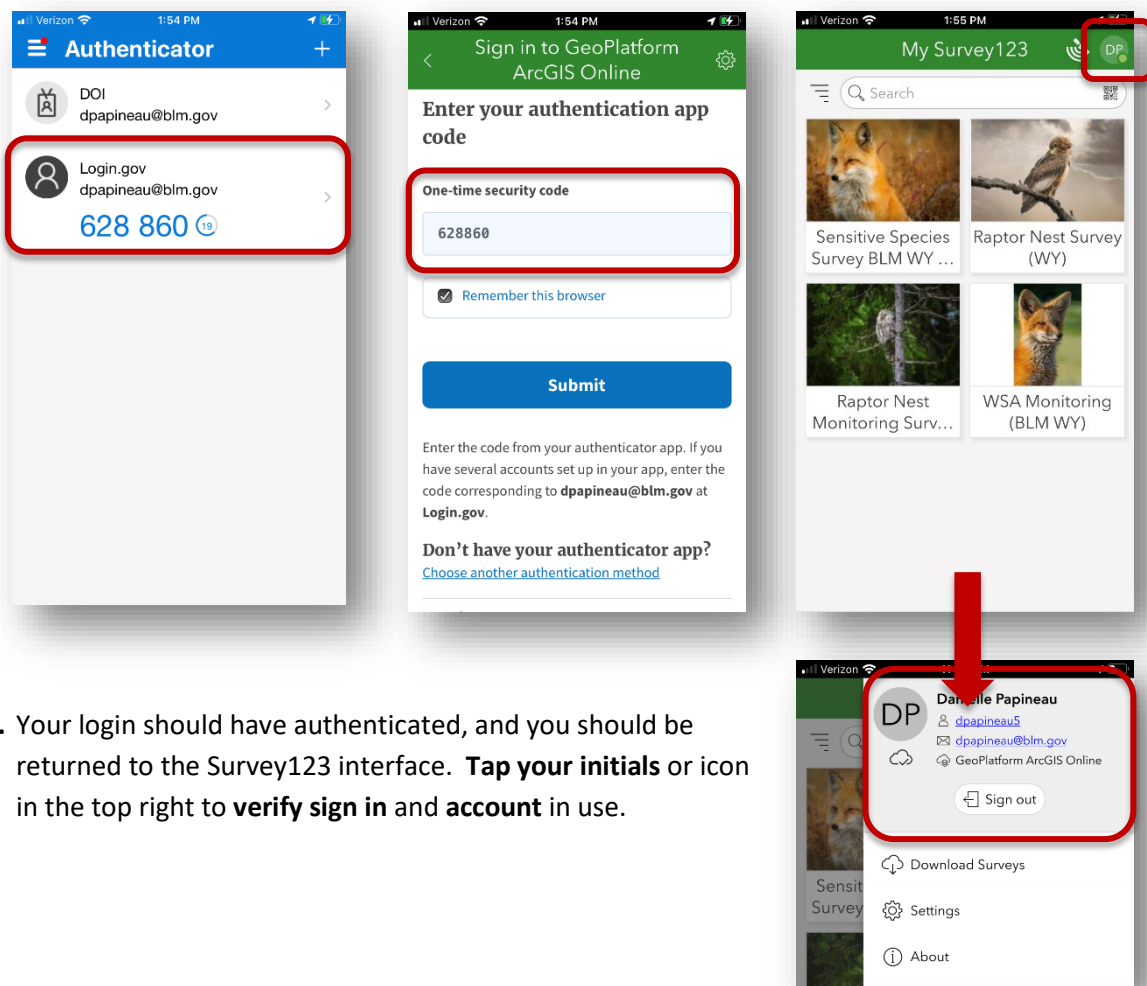 Verizon 1:54 PM
Authenticator +
DOI
dpapineau@blm.gov
Login.gov
dpapineau@blm.gov
628 860 19
Verizon 1:54 PM
Sign in to GeoPlatform
ArcGIS Online
Enter your authentication app
code
One-time security code
628860
Remember this browser
Submit
Enter the code from your authenticator app. If you
have several accounts set up in your app, enter the
code corresponding to dpapineau@blm.gov at
Login.gov.
Don’t have your authenticator app?
Choose another authentication method
Verizon 1:55 PM
My Survey123 DP
Search
Sensitive Species
Survey BLM WY ...
Raptor Nest Survey
(WY)
Raptor Nest
Monitoring Surv...
WSA Monitoring
(BLM WY)
. Your login should have authenticated, and you should be
returned to the Survey123 interface. Tap your initials or icon
in the top right to verify sign in and account in use.
Verizon
DP
Papineau
dpapineau5
dpapineau@blm.gov
GeoPlatform ArcGIS Online
Sign out
Download Surveys
Settings
About
Sensit
Survey